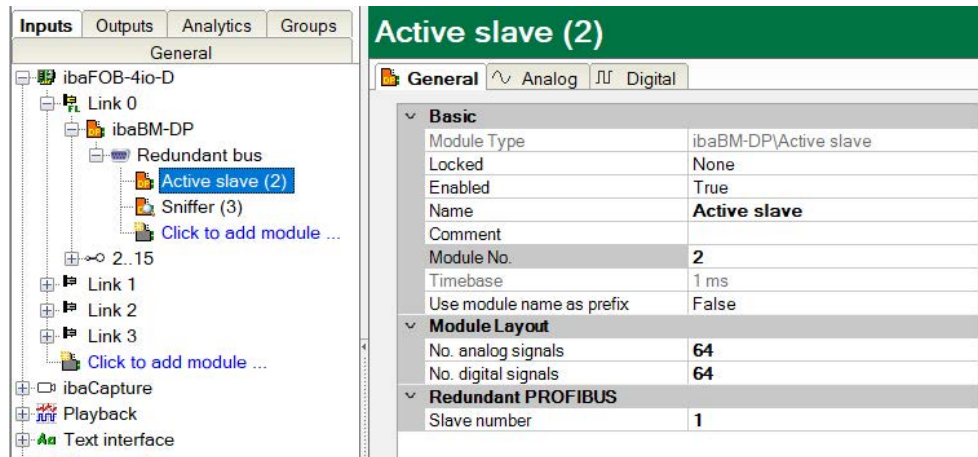 Inputs Outputs Analytics Groups
General
ibaFOB-4io-D
Link 0
ibaBM-DP
Redundant bus
Active slave (2)
Sniffer (3)
Click to add module ...
2..15
Link 1
Link 2
Link 3
Click to add module ...
ibaCapture
Playback
Text interface
Active slave (2)
General Analog Digital
Basic
Module Type ibaBM-DP\Active slave
Locked None
Enabled True
Name Active slave
Comment
Module No. 2
Timebase 1 ms
Use module name as prefix False
Module Layout
No. analog signals 64
No. digital signals 64
Redundant PROFIBUS
Slave number 1